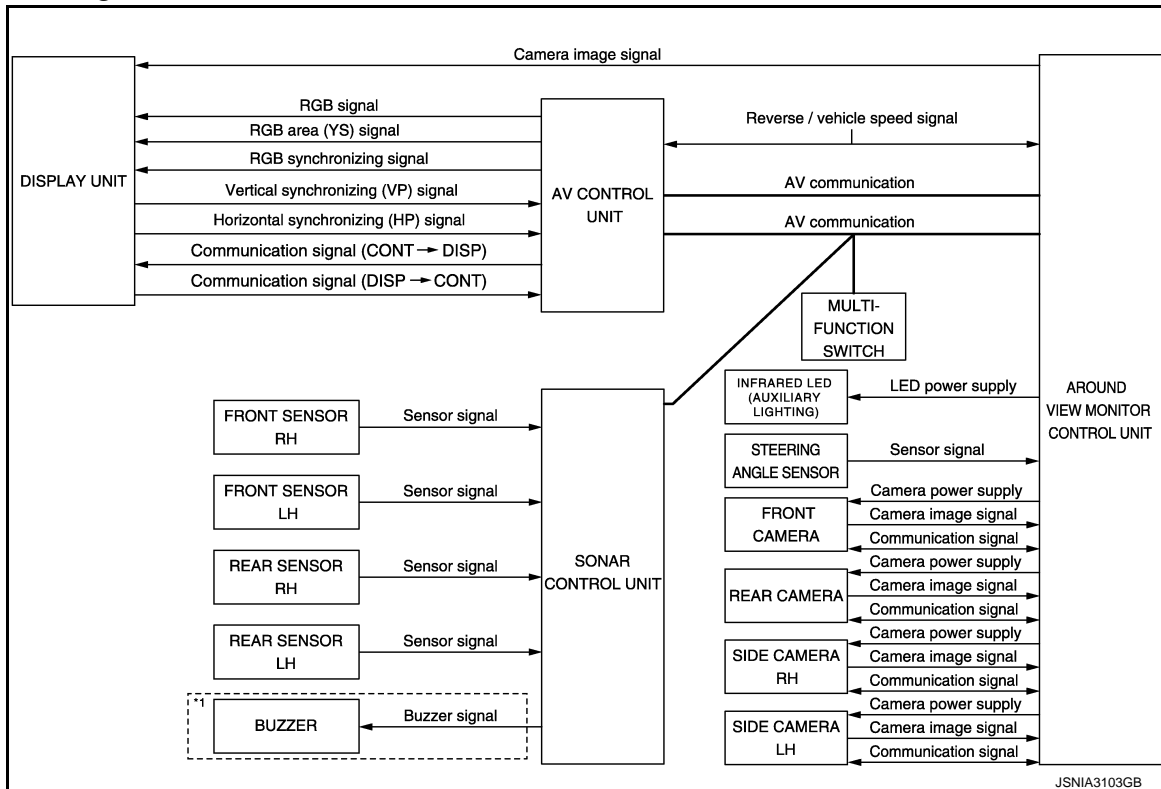 Camera image signal
DISPLAY UNIT
RGB signal
RGB area (YS) signal
RGB synchronizing signal
Vertical synchronizing (VP) signal
Horizontal synchronizing (HP) signal
Communication signal (CONT → DISP)
Communication signal (DISP → CONT)
AV CONTROL
UNIT
Reverse / vehicle speed signal
AV communication
AV communication
MULTI-
FUNCTION
SWITCH
AROUND
VIEW MONITOR
CONTROL UNIT
INFRARED LED
(AUXILIARY
LIGHTING)
LED power supply
STEERING
ANGLE SENSOR
Sensor signal
FRONT
CAMERA
Camera power supply
Camera image signal
Communication signal
REAR CAMERA
Camera power supply
Camera image signal
Communication signal
SIDE CAMERA
RH
Camera power supply
Camera image signal
Communication signal
SIDE CAMERA
LH
Camera power supply
Camera image signal
Communication signal
FRONT SENSOR
RH
Sensor signal
FRONT SENSOR
LH
Sensor signal
REAR SENSOR
RH
Sensor signal
REAR SENSOR
LH
Sensor signal
*1
BUZZER
Buzzer signal
SONAR
CONTROL UNIT
JSNIA3103GB